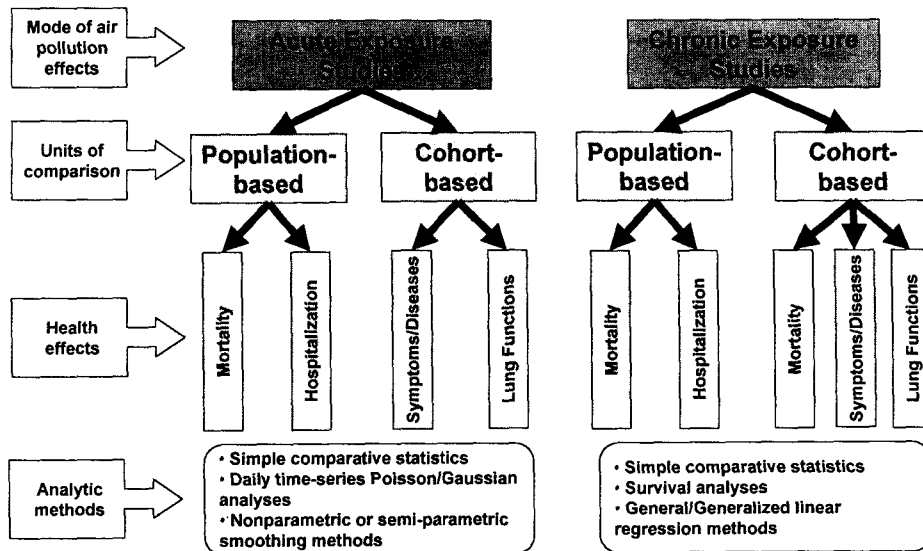 Mode of air
pollution
effects
Acute Exposure
Studies
Chronic Exposure
Studies
Units of
comparison
Population-
based
Cohort-
based
Population-
based
Cohort-
based
Health
effects
Mortality
Hospitalization
Symptoms/Diseases
Lung Functions
Mortality
Hospitalization
Mortality
Symptoms/Diseases
Lung Functions
Analytic
methods
• Simple comparative statistics
• Daily time-series Poisson/Gaussian
analyses
• Nonparametric or semi-parametric
smoothing methods
• Simple comparative statistics
• Survival analyses
• General/Generalized linear
regression methods